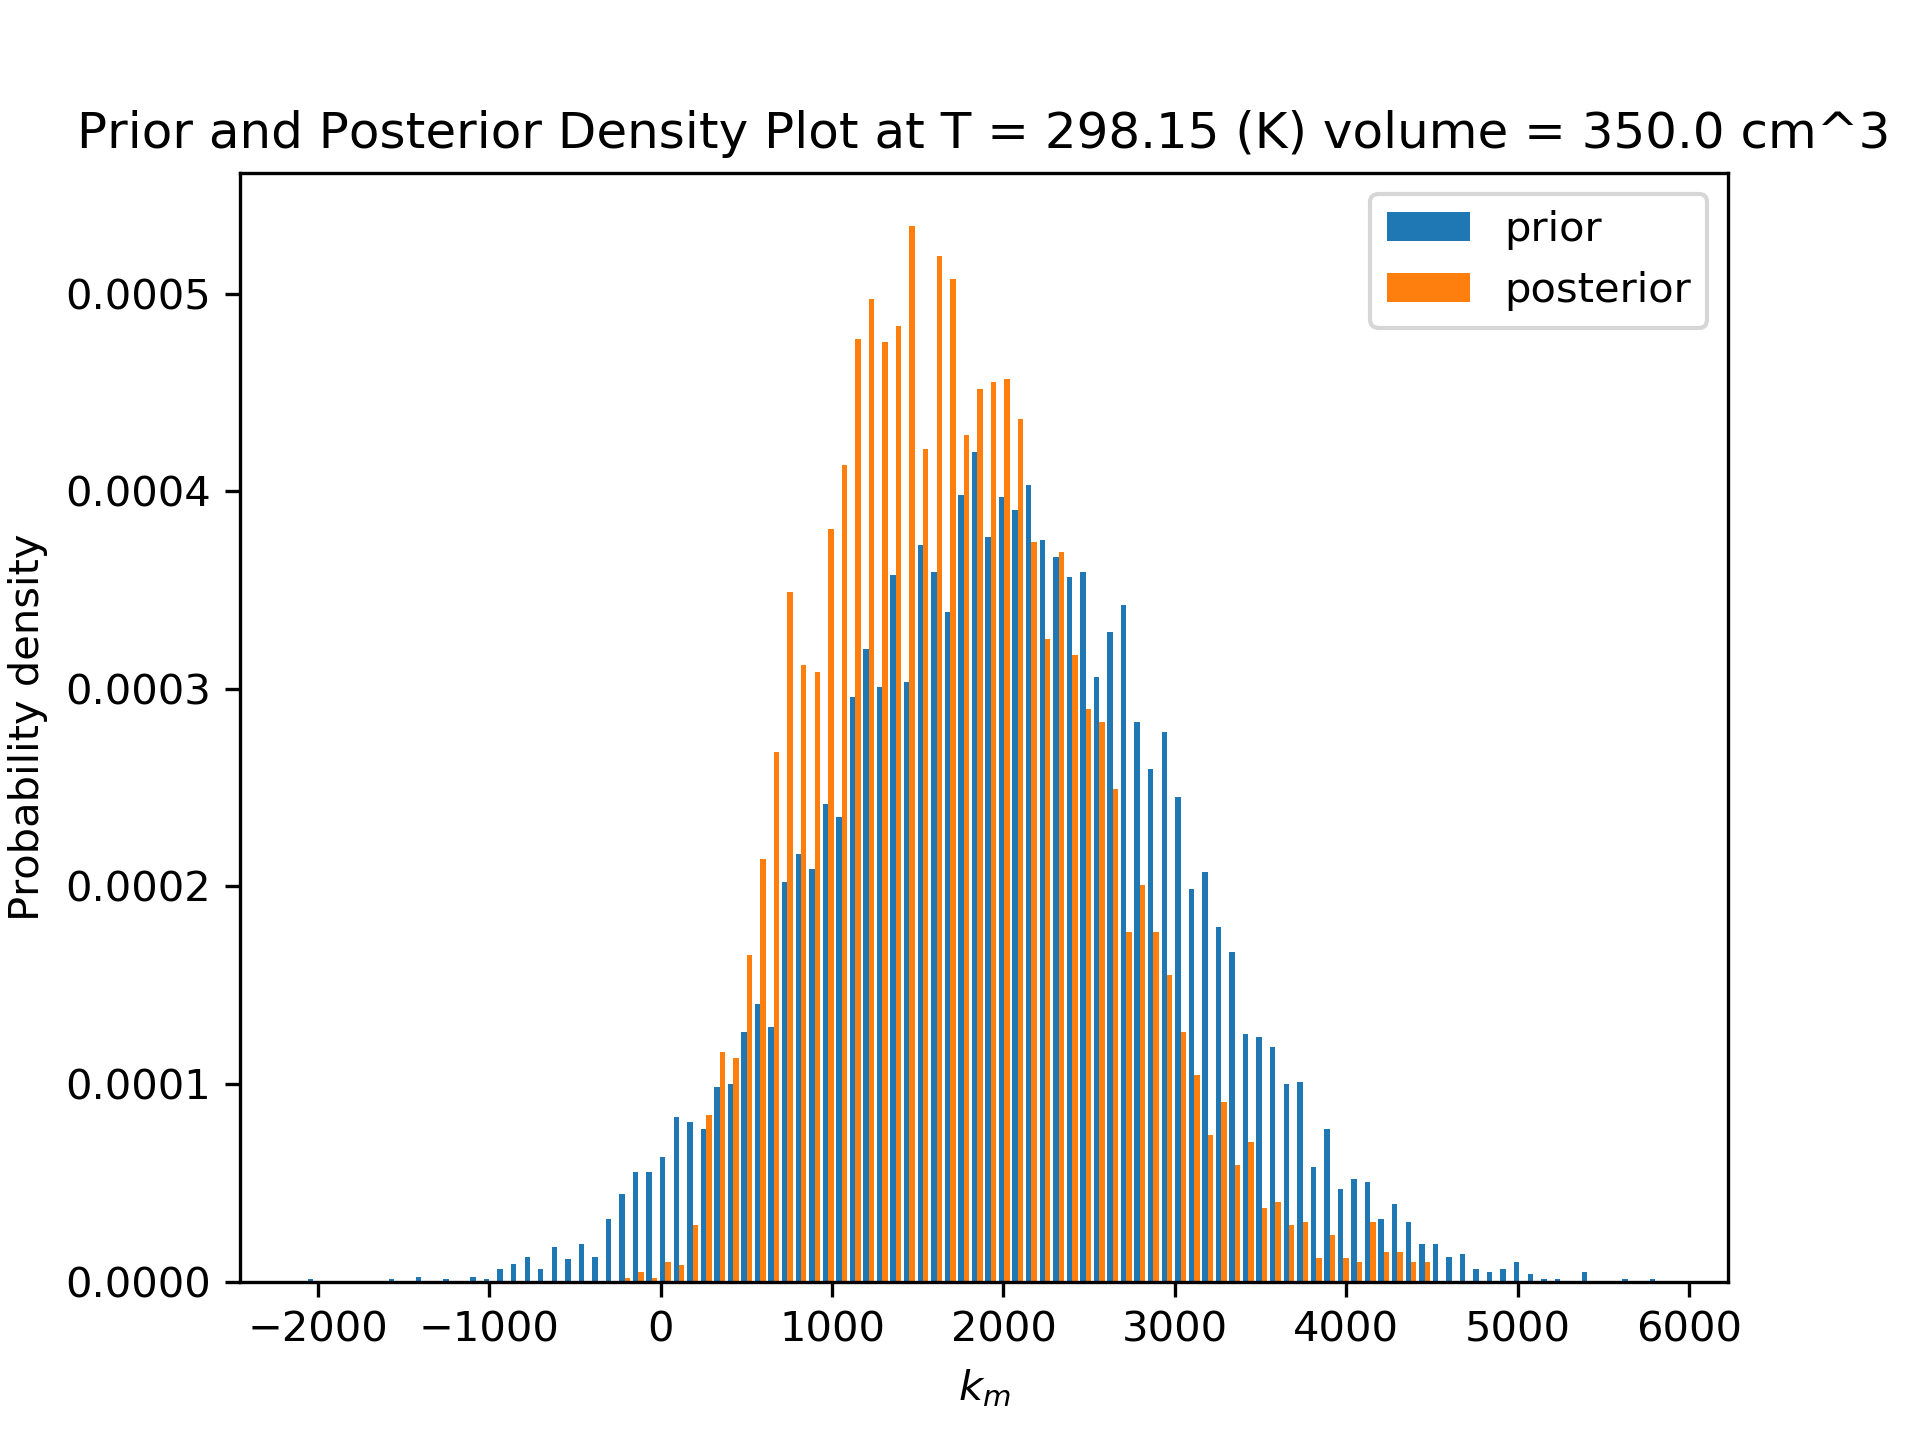 Prior and Posterior Density Plot at T = 298.15 (K) volume = 350.0 cm^3
prior
posterior
Probability density
0.0005
0.0004
0.0003
0.0002
0.0001
0.0000
−2000 −1000 0 1000 2000 3000 4000 5000 6000
k_m